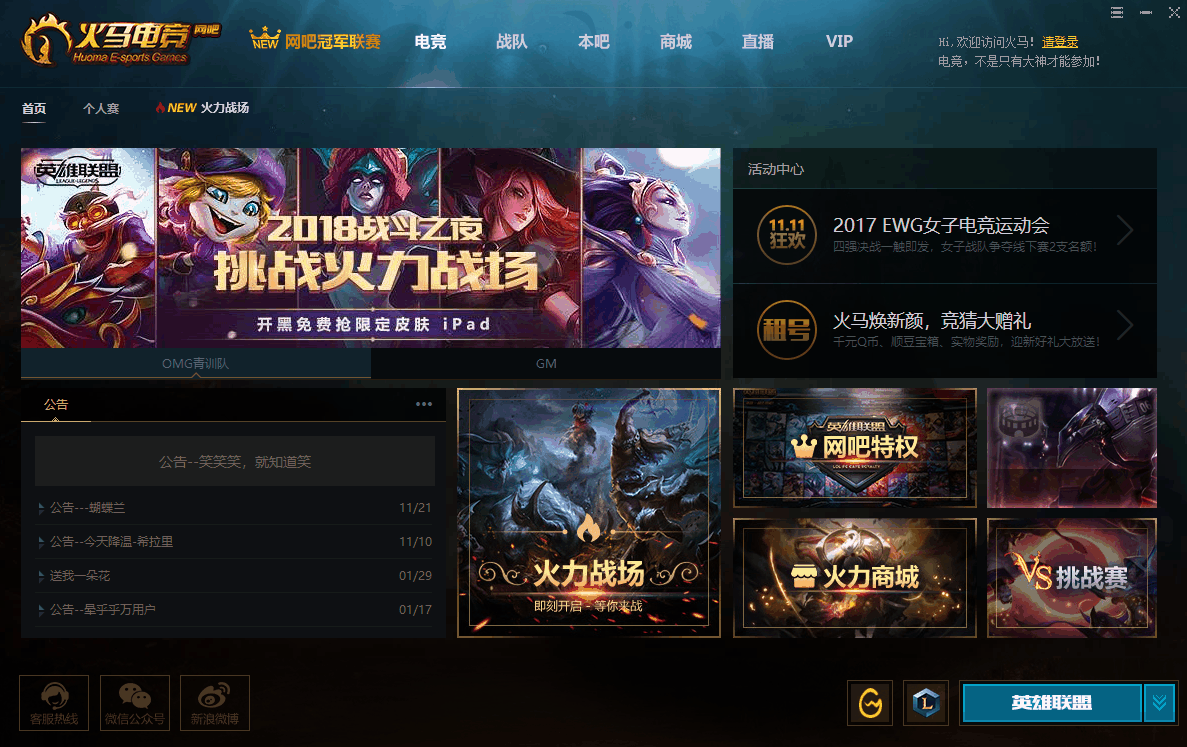 火马电竞 网吧
Huoma E-sports Games
NEW 网吧冠军联赛
电竞
战队
本吧
商城
直播
VIP
Hi,欢迎访问火马! 请登录
电竞,不是只有大神才能参加!
首页
个人赛
NEW 火力战场
英雄联盟
LEAGUE LEGENDS
2018战斗之夜
挑战火力战场
开黑免费抢限定皮肤 iPad
OMG青训队
GM
活动中心
11.11
狂欢
2017 EWG女子电竞运动会
四强决战一触即发,女子战队争夺线下赛2支名额!
租号
火马焕新颜,竞猜大赠礼
千元Q币、顺豆宝箱、实物奖励,迎新好礼大放送!
公告
公告--笑笑笑,就知道笑
公告---蝴蝶兰 11/21
公告--今天降温-希拉里 11/10
送我一朵花 01/29
公告--晕乎乎万用户 01/17
火力战场
即刻开启 - 等你来战
英雄联盟
网吧特权
LOL PC CAFE ROYALTY
火力商城
VS 挑战赛
客服热线
微信公众号
新浪微博
L
英雄联盟